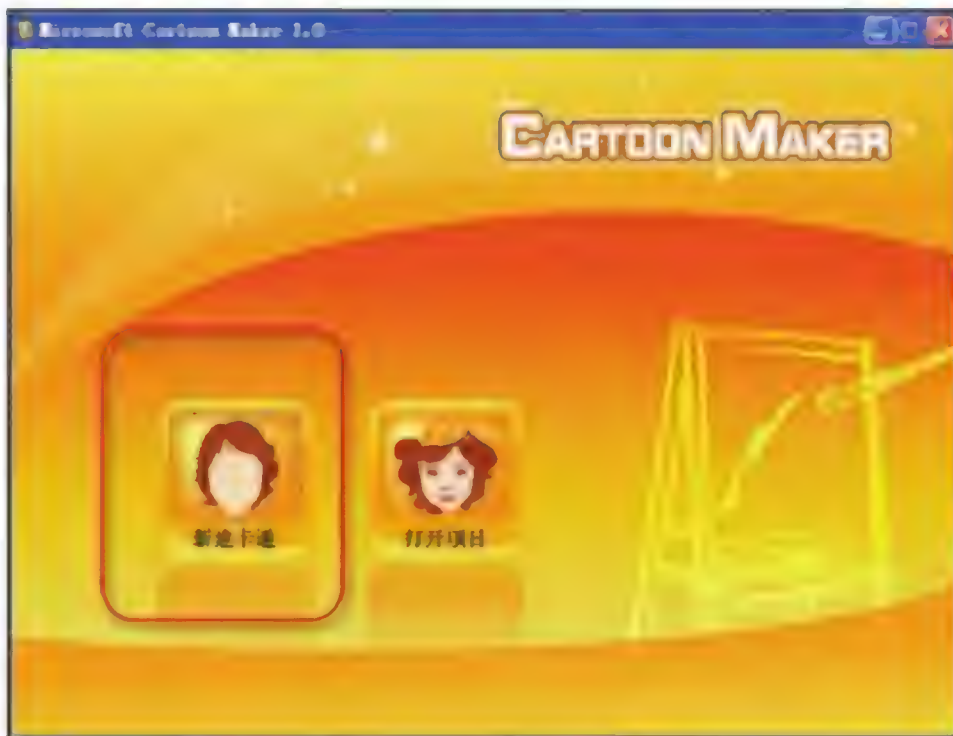 Microsoft Cartoon Maker 1.0
CARTOON MAKER
新建卡通
打开项目